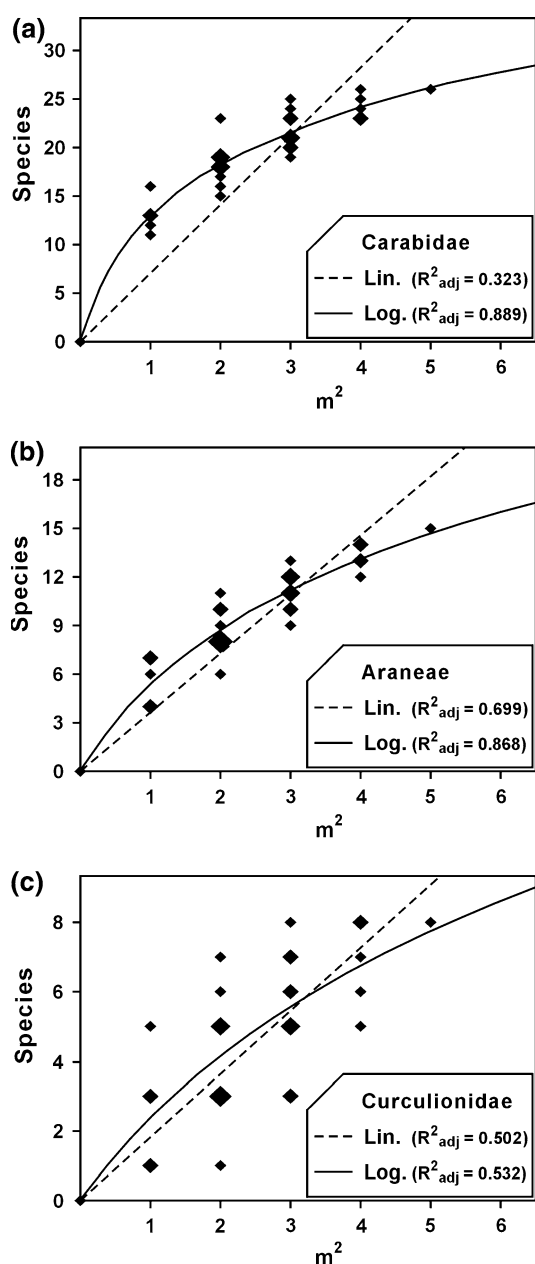 (a)
30
25
20
15
10
5
0
Species
Carabidae
Lin. (R²adj = 0.323)
Log. (R²adj = 0.889)
1 2 3 4 5 6
m²
(b)
18
15
12
9
6
3
0
Species
Araneae
Lin. (R²adj = 0.699)
Log. (R²adj = 0.868)
1 2 3 4 5 6
m²
(c)
8
6
4
2
0
Species
Curculionidae
Lin. (R²adj = 0.502)
Log. (R²adj = 0.532)
1 2 3 4 5 6
m²